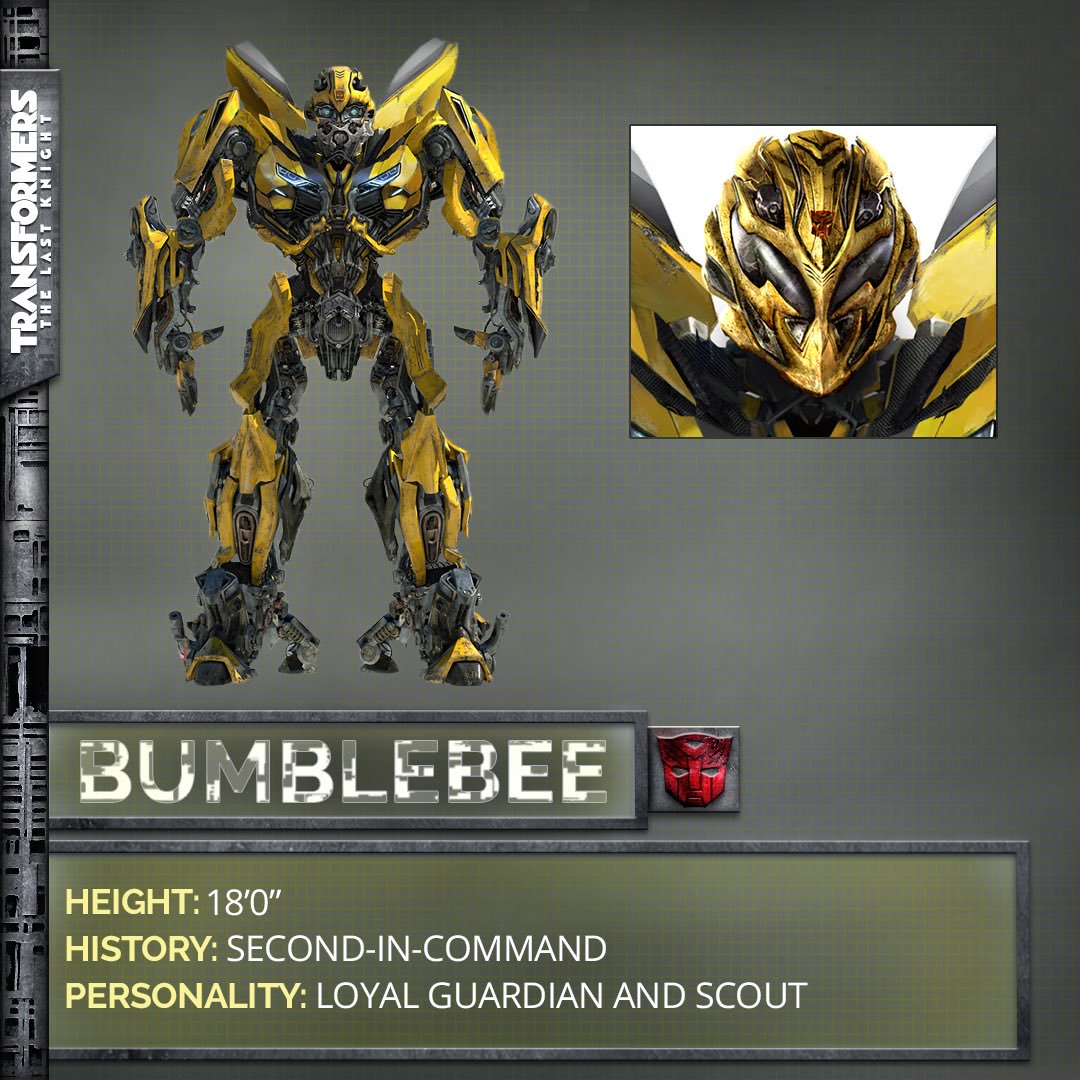 TRANSFORMERS
THE LAST KNIGHT
BUMBLEBEE
HEIGHT: 18’0”
HISTORY: SECOND-IN-COMMAND
PERSONALITY: LOYAL GUARDIAN AND SCOUT